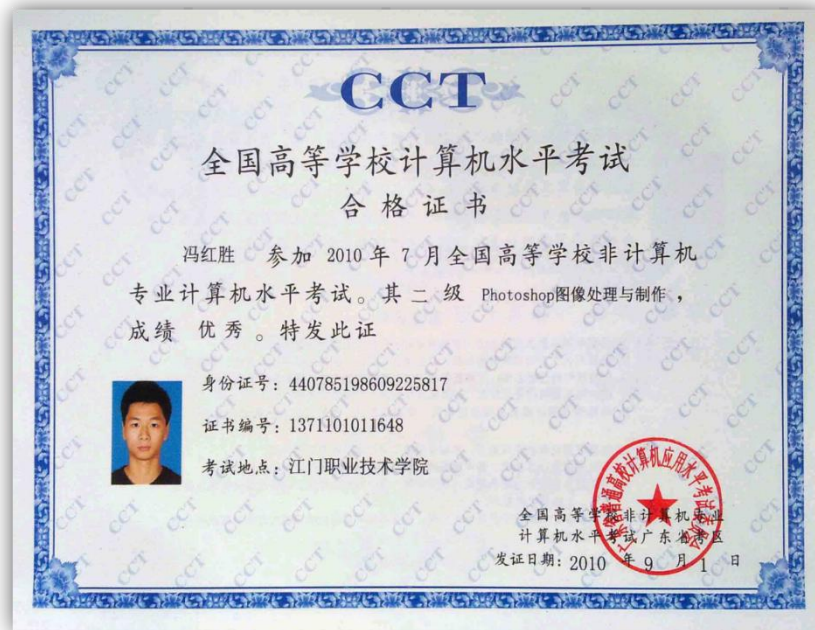 CCT
全国高等学校计算机水平考试
合格证书
冯红胜 参加 2010 年 7 月全国高等学校非计算机
专业计算机水平考试。其 二 级 Photoshop图像处理与制作，
成绩 优秀 。特发此证
身份证号：440785198609225817
证书编号：1371101011648
考试地点：江门职业技术学院
全国高等学校非计算机专业
计算机水平考试广东省考区
发证日期：2010 年 9 月 1 日